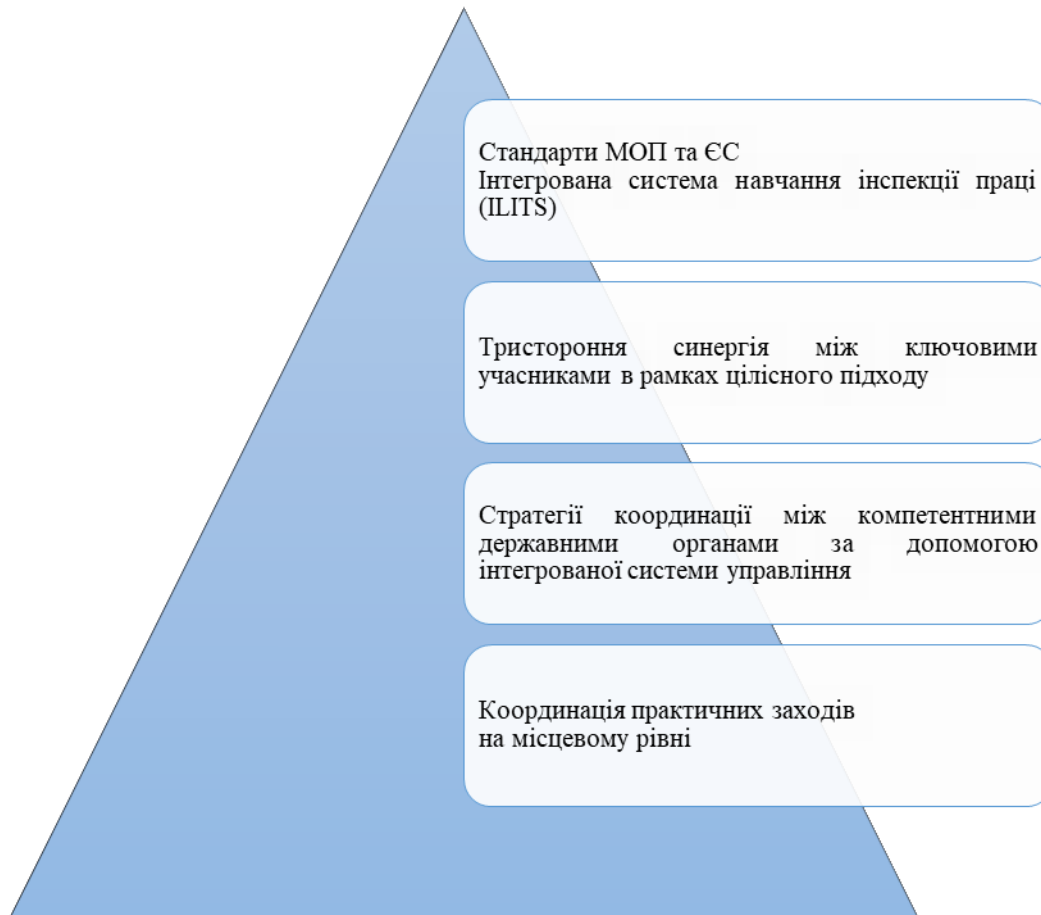 Стандарти МОП та ЄС
Інтегрована система навчання інспекції праці
(ILITS)
Тристороння синергія між ключовими
учасниками в рамках цілісного підходу
Стратегії координації між компетентними
державними органами за допомогою
інтегрованої системи управління
Координація практичних заходів
на місцевому рівні